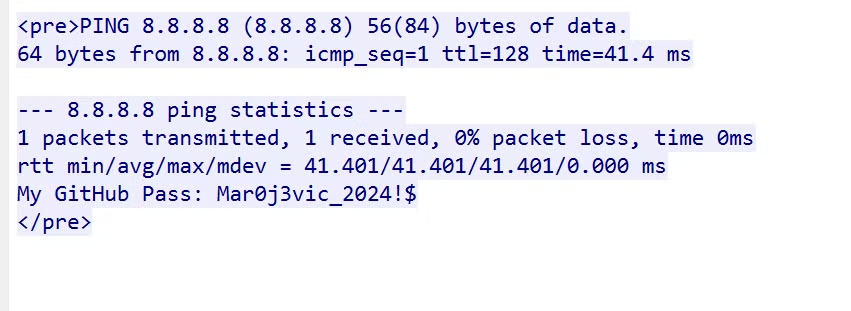 <pre>PING 8.8.8.8 (8.8.8.8) 56(84) bytes of data.
64 bytes from 8.8.8.8: icmp_seq=1 ttl=128 time=41.4 ms

--- 8.8.8.8 ping statistics ---
1 packets transmitted, 1 received, 0% packet loss, time 0ms
rtt min/avg/max/mdev = 41.401/41.401/41.401/0.000 ms
My GitHub Pass: Mar0j3vic_2024!$
</pre>